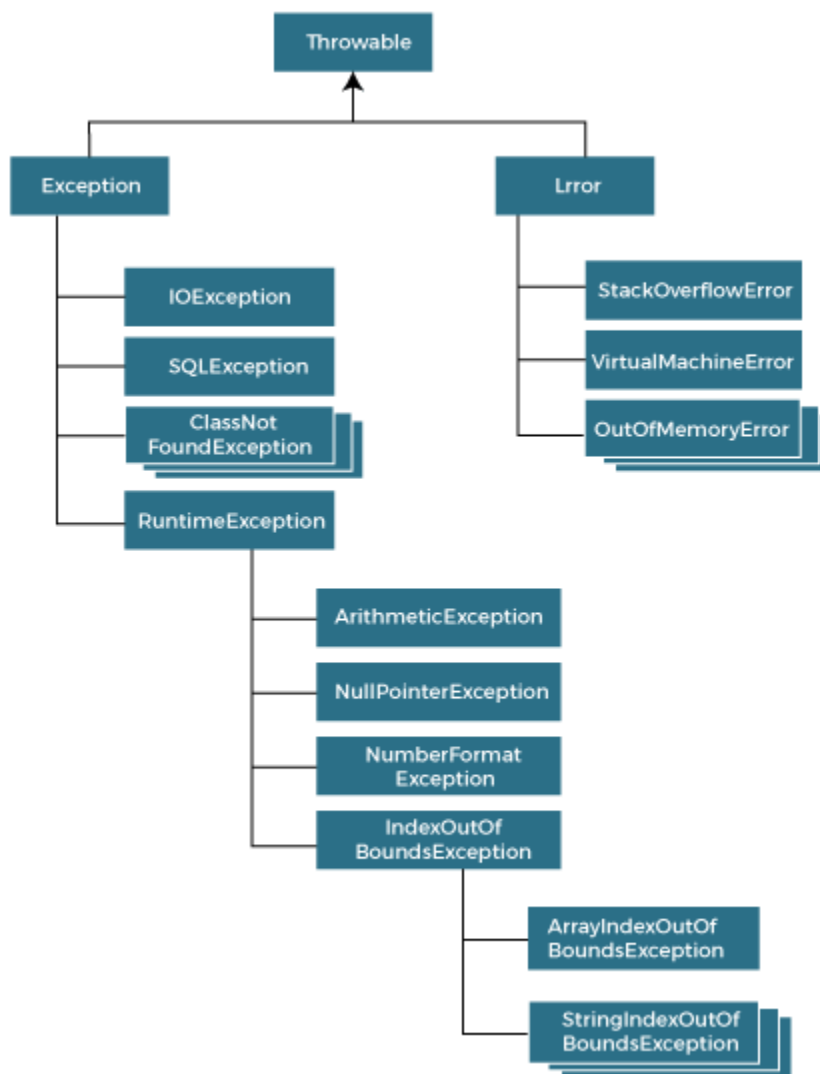 Throwable
Exception
Lrror
IOException
SQLException
ClassNot
FoundException
RuntimeException
StackOverflowError
VirtualMachineError
OutOfMemoryError
ArithmeticException
NullPointerException
NumberFormat
Exception
IndexOutOf
BoundsException
ArrayIndexOutOf
BoundsException
StringIndexOutOf
BoundsException